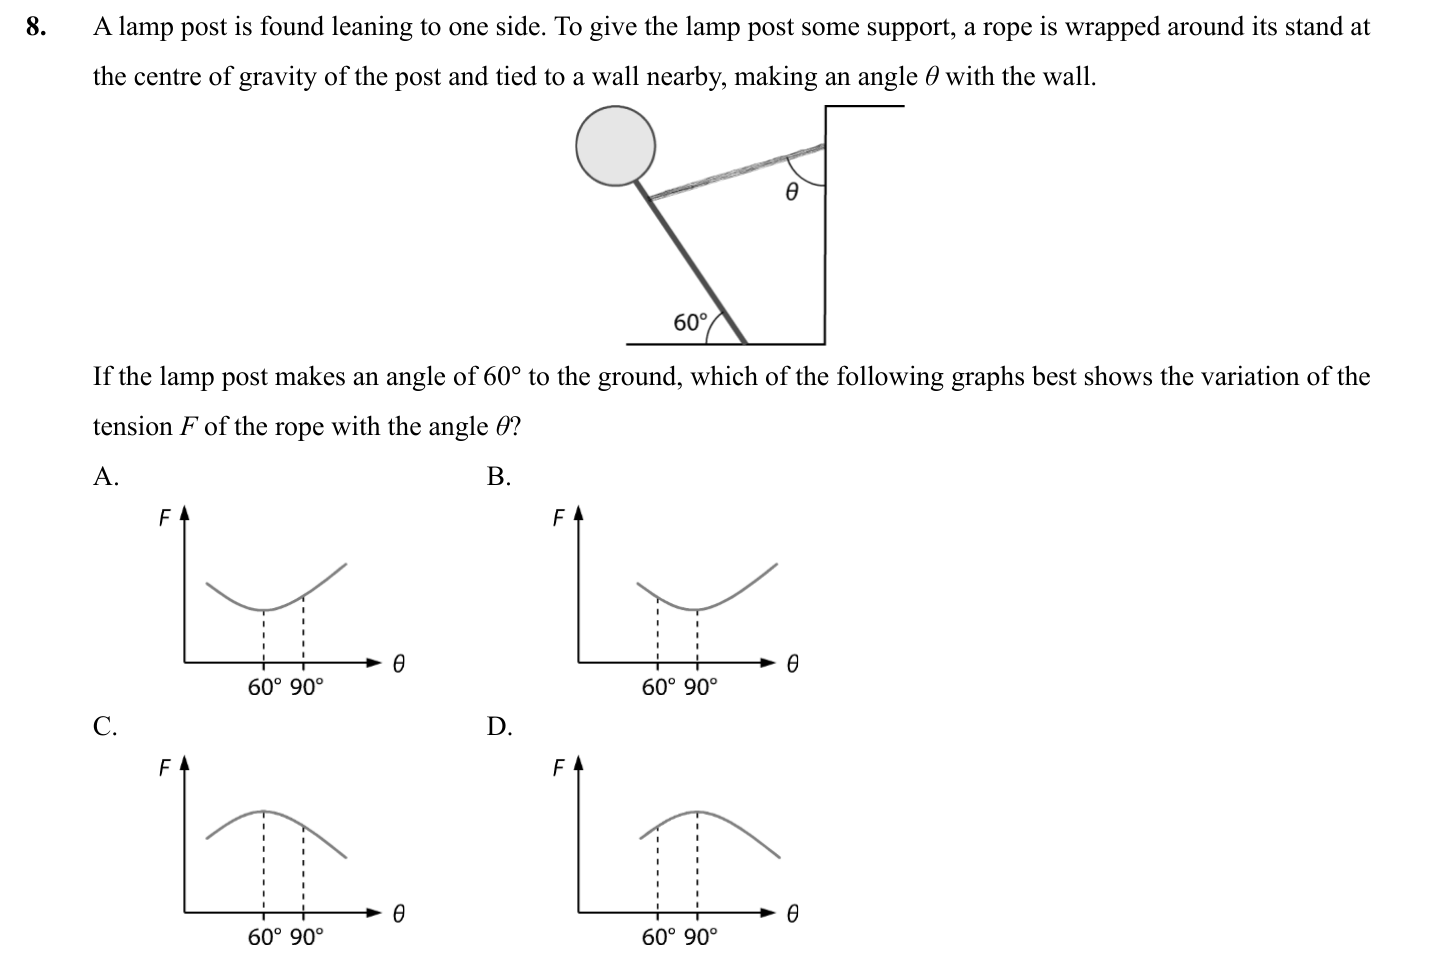 8. A lamp post is found leaning to one side. To give the lamp post some support, a rope is wrapped around its stand at
the centre of gravity of the post and tied to a wall nearby, making an angle θ with the wall.
θ
60°
If the lamp post makes an angle of 60° to the ground, which of the following graphs best shows the variation of the
tension F of the rope with the angle θ?
A. B.
F F
θ θ
60° 90° 60° 90°
C. D.
F F
θ θ
60° 90° 60° 90°